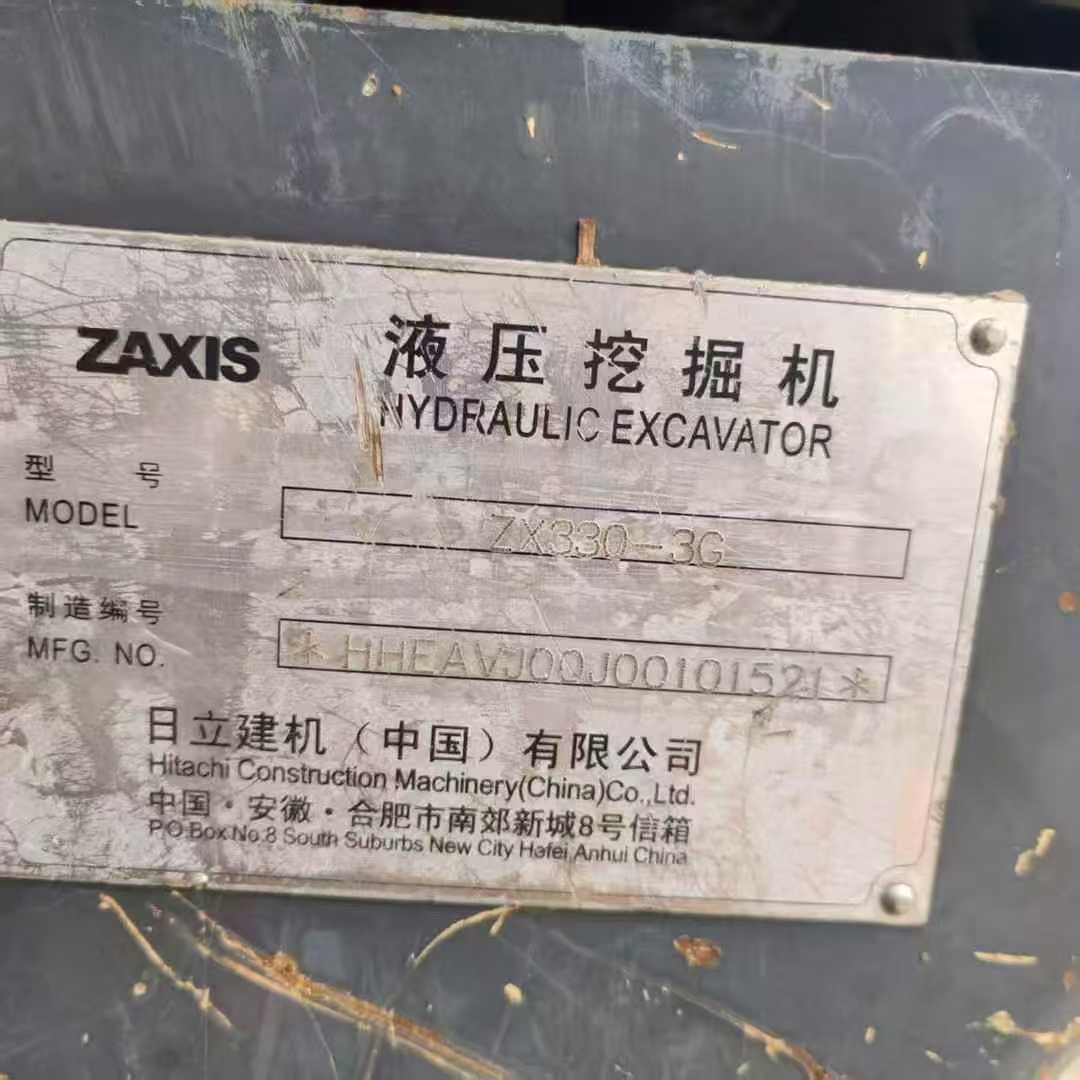 ZAXIS
液压挖掘机
HYDRAULIC EXCAVATOR
型 号
MODEL ZX330-3G
制造编号
MFG. NO. *HHEAVJ00J00101521*
日立建机（中国）有限公司
Hitachi Construction Machinery(China)Co.,Ltd.
中国·安徽·合肥市南郊新城8号信箱
P.O.Box No.8 South Suburbs New City Hefei Anhui China